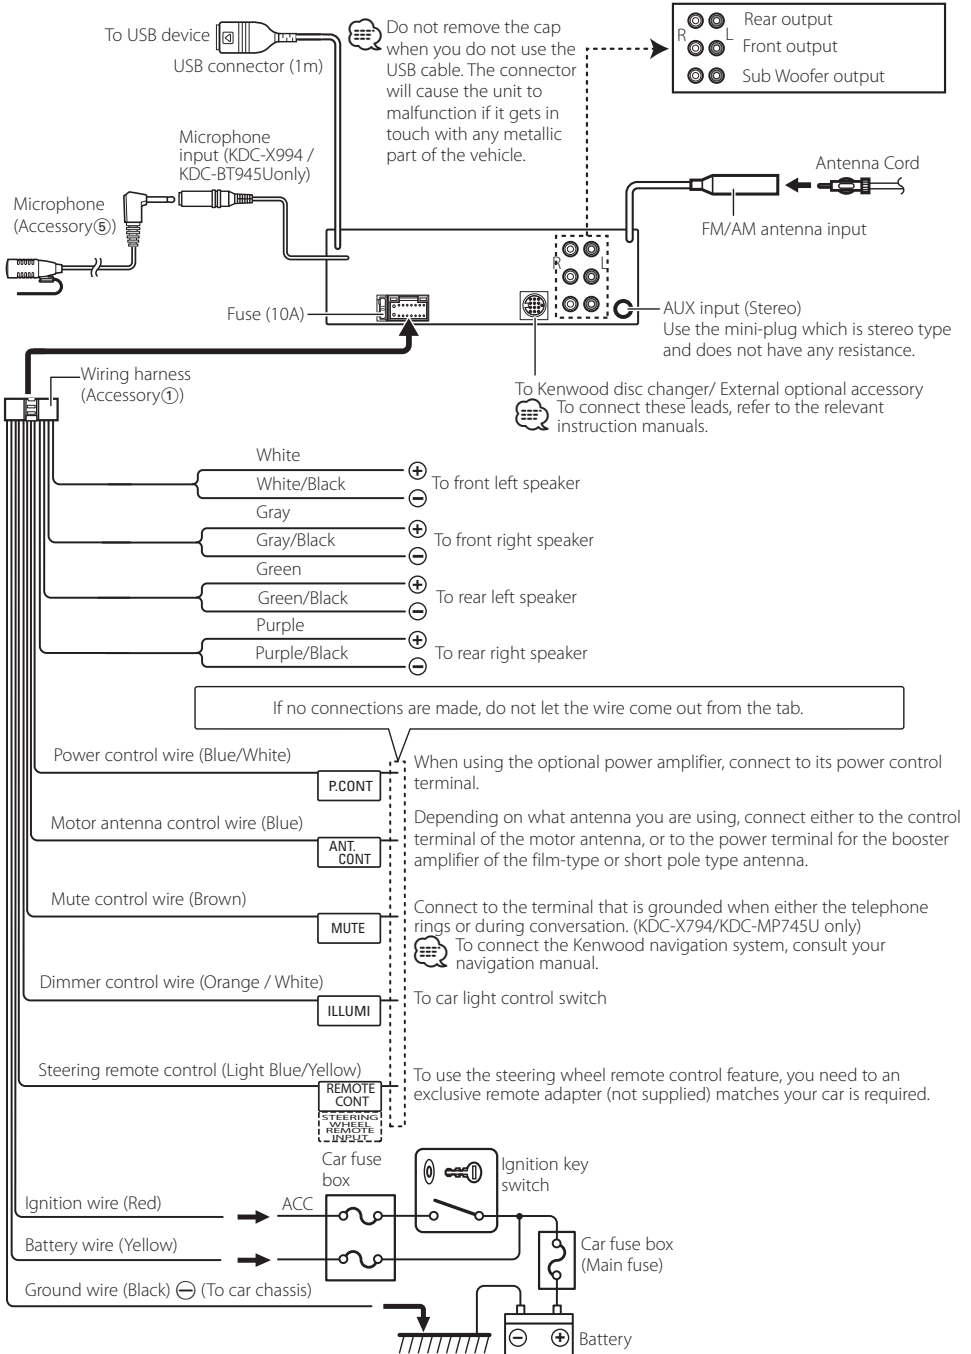 To USB device
USB connector (1m)
Do not remove the cap
when you do not use the
USB cable. The connector
will cause the unit to
malfunction if it gets in
touch with any metallic
part of the vehicle.
Rear output
R
L
Front output
Sub Woofer output
Microphone
input (KDC-X994 /
KDC-BT945Uonly)
Antenna Cord
Microphone
(Accessory⑤)
FM/AM antenna input
R
L
Fuse (10A)
AUX input (Stereo)
Use the mini-plug which is stereo type
and does not have any resistance.
Wiring harness
(Accessory①)
To Kenwood disc changer/ External optional accessory
To connect these leads, refer to the relevant
instruction manuals.
White
White/Black
To front left speaker
Gray
Gray/Black
To front right speaker
Green
Green/Black
To rear left speaker
Purple
Purple/Black
To rear right speaker
If no connections are made, do not let the wire come out from the tab.
Power control wire (Blue/White)
P.CONT
When using the optional power amplifier, connect to its power control
terminal.
Motor antenna control wire (Blue)
ANT.
CONT
Depending on what antenna you are using, connect either to the control
terminal of the motor antenna, or to the power terminal for the booster
amplifier of the film-type or short pole type antenna.
Mute control wire (Brown)
MUTE
Connect to the terminal that is grounded when either the telephone
rings or during conversation. (KDC-X794/KDC-MP745U only)
To connect the Kenwood navigation system, consult your
navigation manual.
Dimmer control wire (Orange / White)
ILLUMI
To car light control switch
Steering remote control (Light Blue/Yellow)
REMOTE
CONT
STEERING
WHEEL
REMOTE
INPUT
To use the steering wheel remote control feature, you need to an
exclusive remote adapter (not supplied) matches your car is required.
Car fuse
box
Ignition key
switch
Ignition wire (Red)
ACC
Battery wire (Yellow)
Car fuse box
(Main fuse)
Ground wire (Black) ⊖ (To car chassis)
⊖ ⊕ Battery